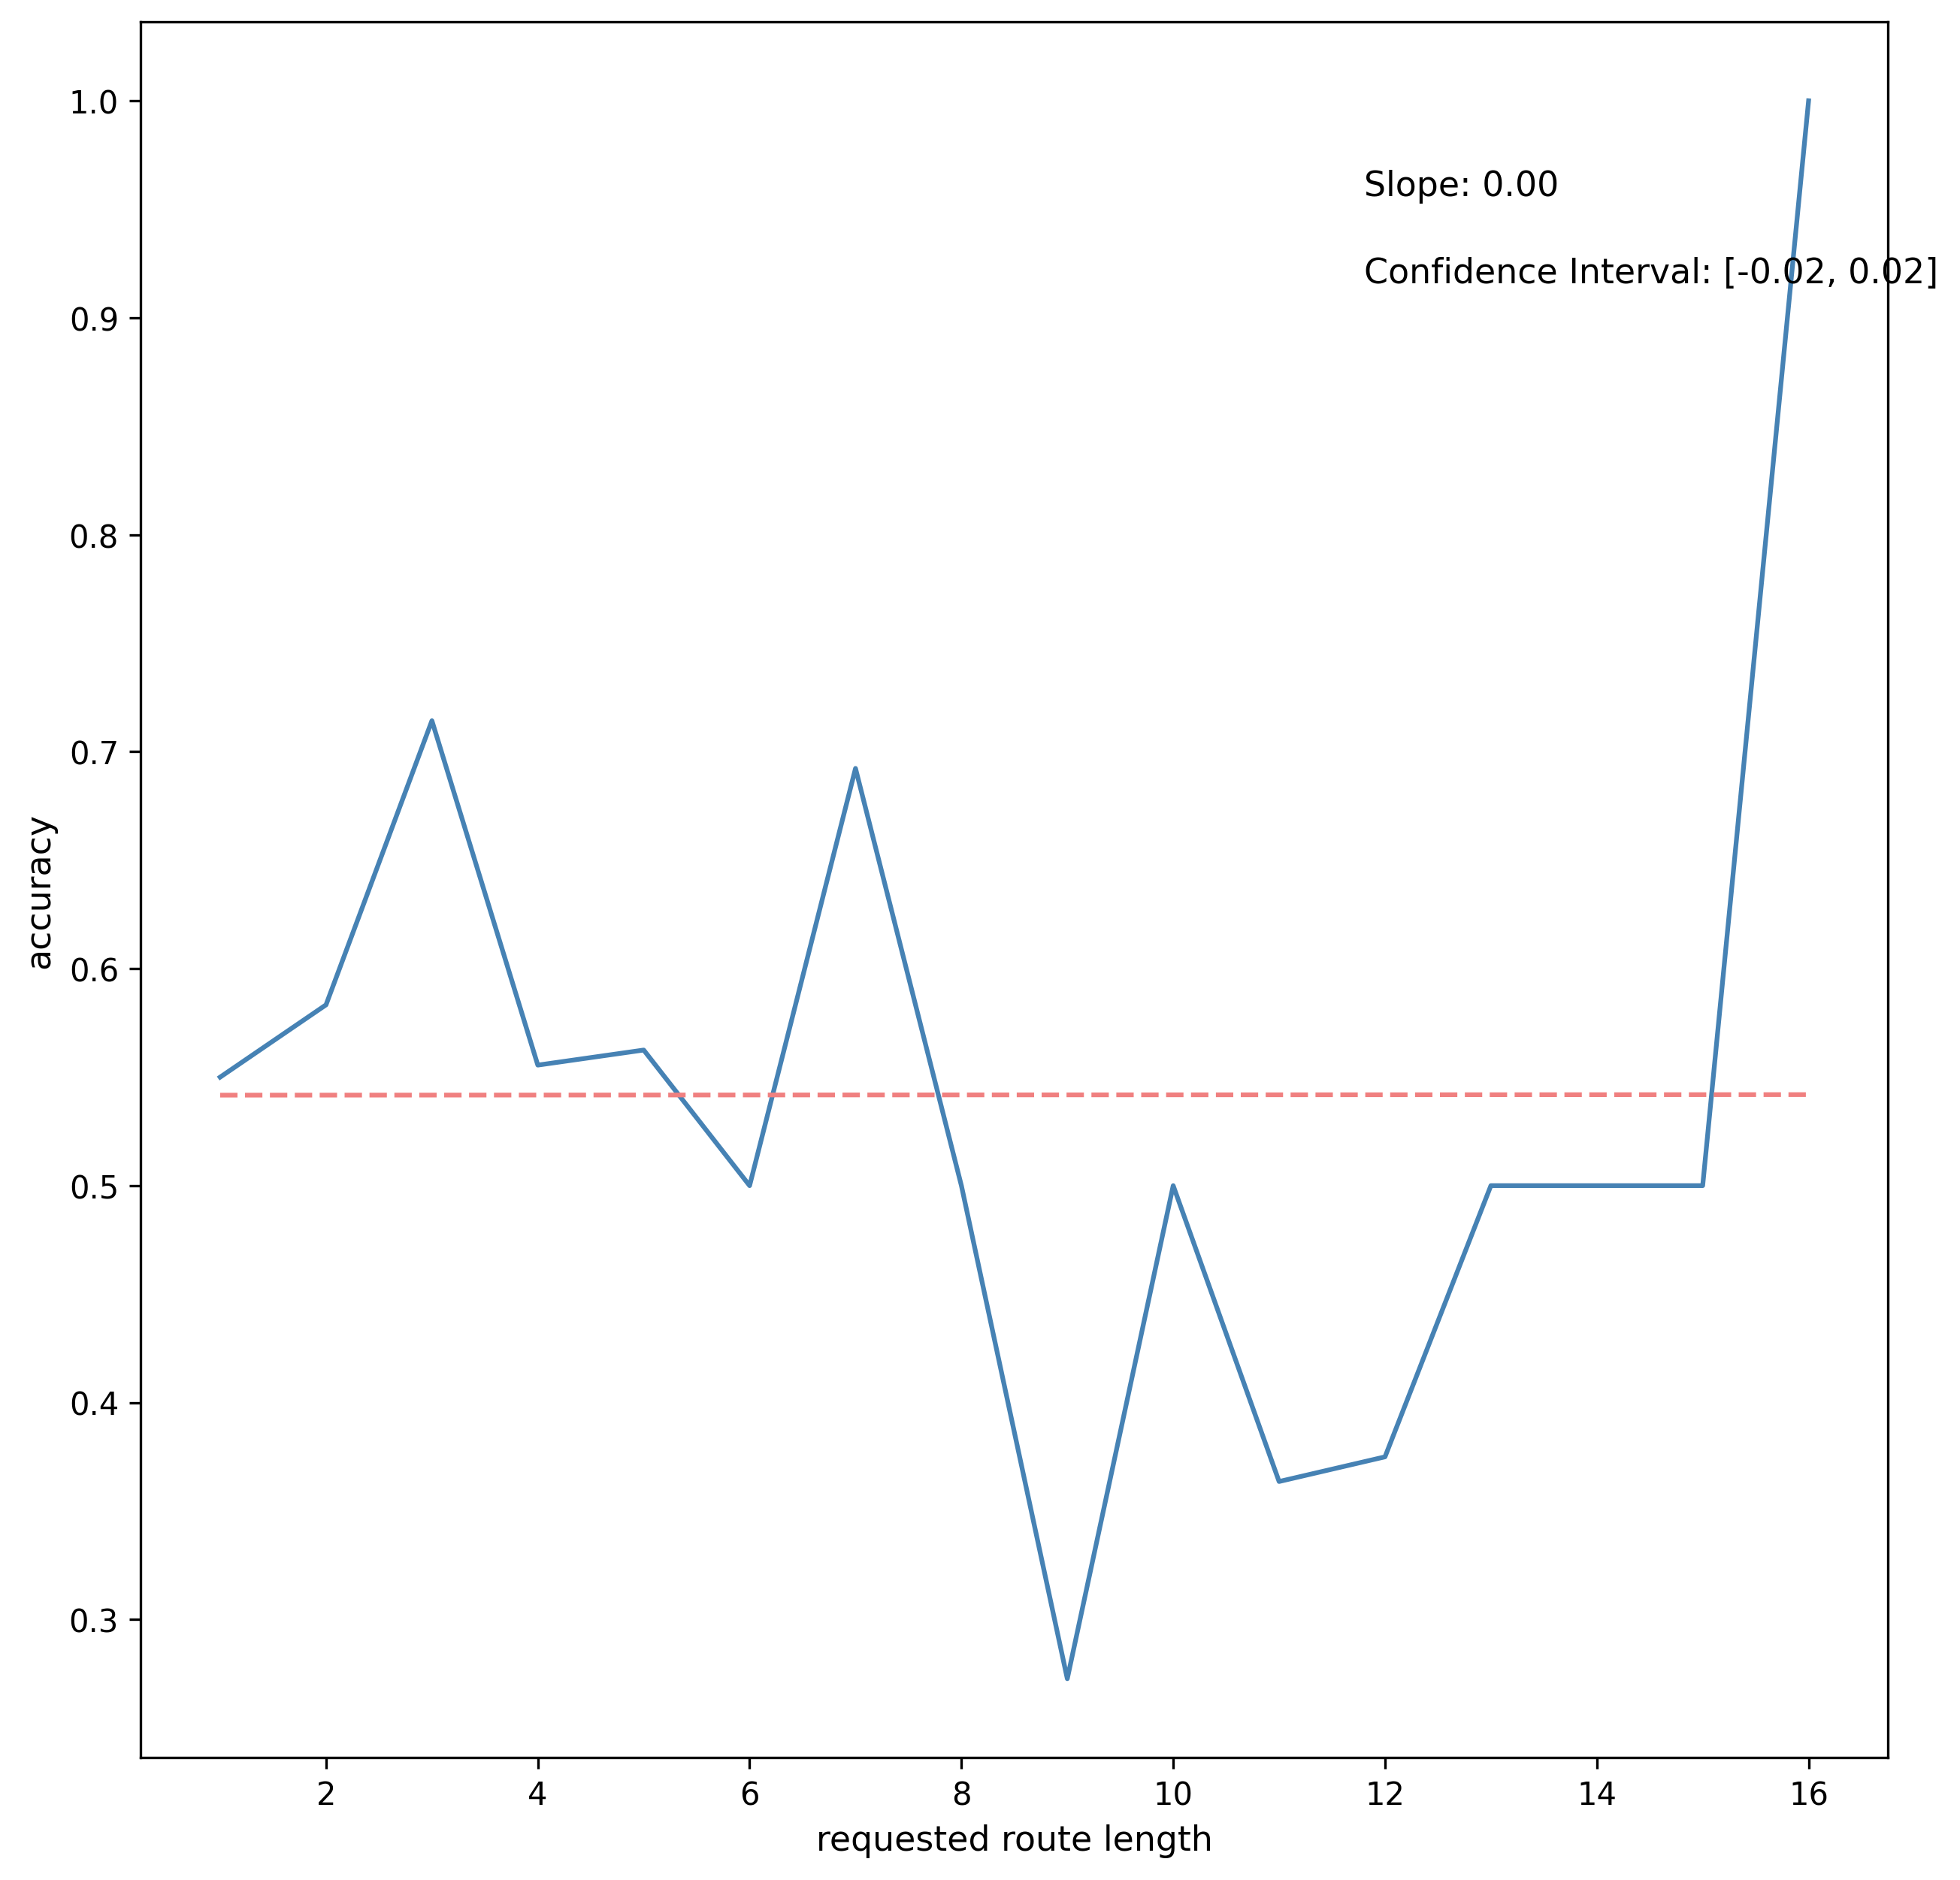 1.0
0.9
0.8
0.7
0.6
0.5
0.4
0.3
accuracy
Slope: 0.00
Confidence Interval: [-0.02, 0.02]
2 4 6 8 10 12 14 16
requested route length